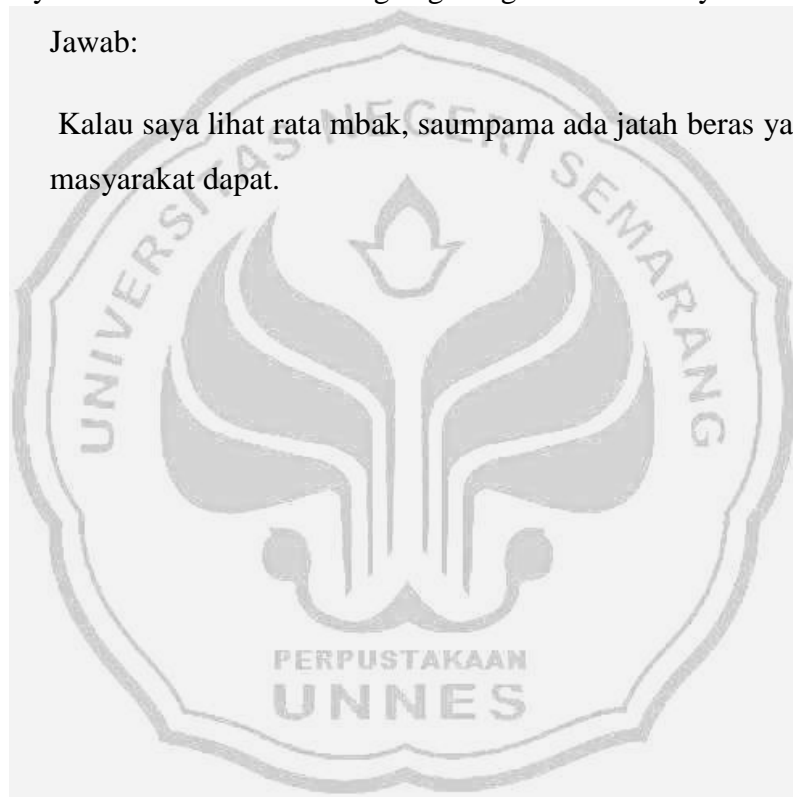 Jawab:
Kalau saya lihat rata mbak, saumpama ada jatah beras ya
masyarakat dapat.
UNIVERSITAS NEGERI SEMARANG
PERPUSTAKAAN
UNNES